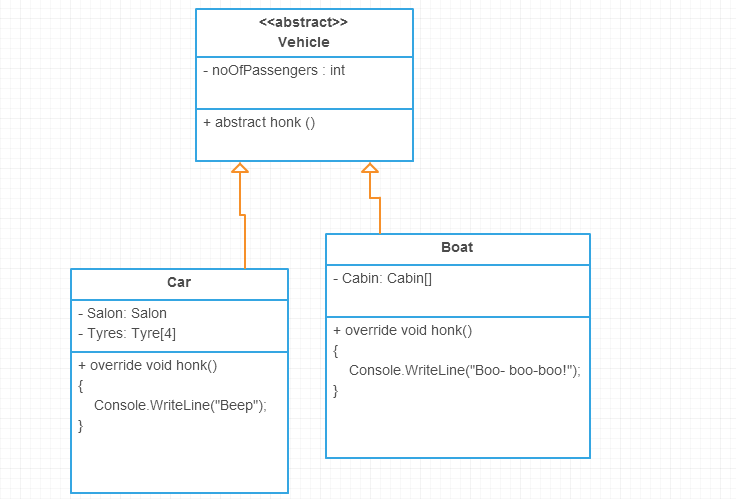 <<abstract>>
Vehicle
- noOfPassengers : int
+ abstract honk ()
Car
- Salon: Salon
- Tyres: Tyre[4]
+ override void honk()
{
Console.WriteLine("Beep");
}
Boat
- Cabin: Cabin[]
+ override void honk()
{
Console.WriteLine("Boo- boo-boo!");
}